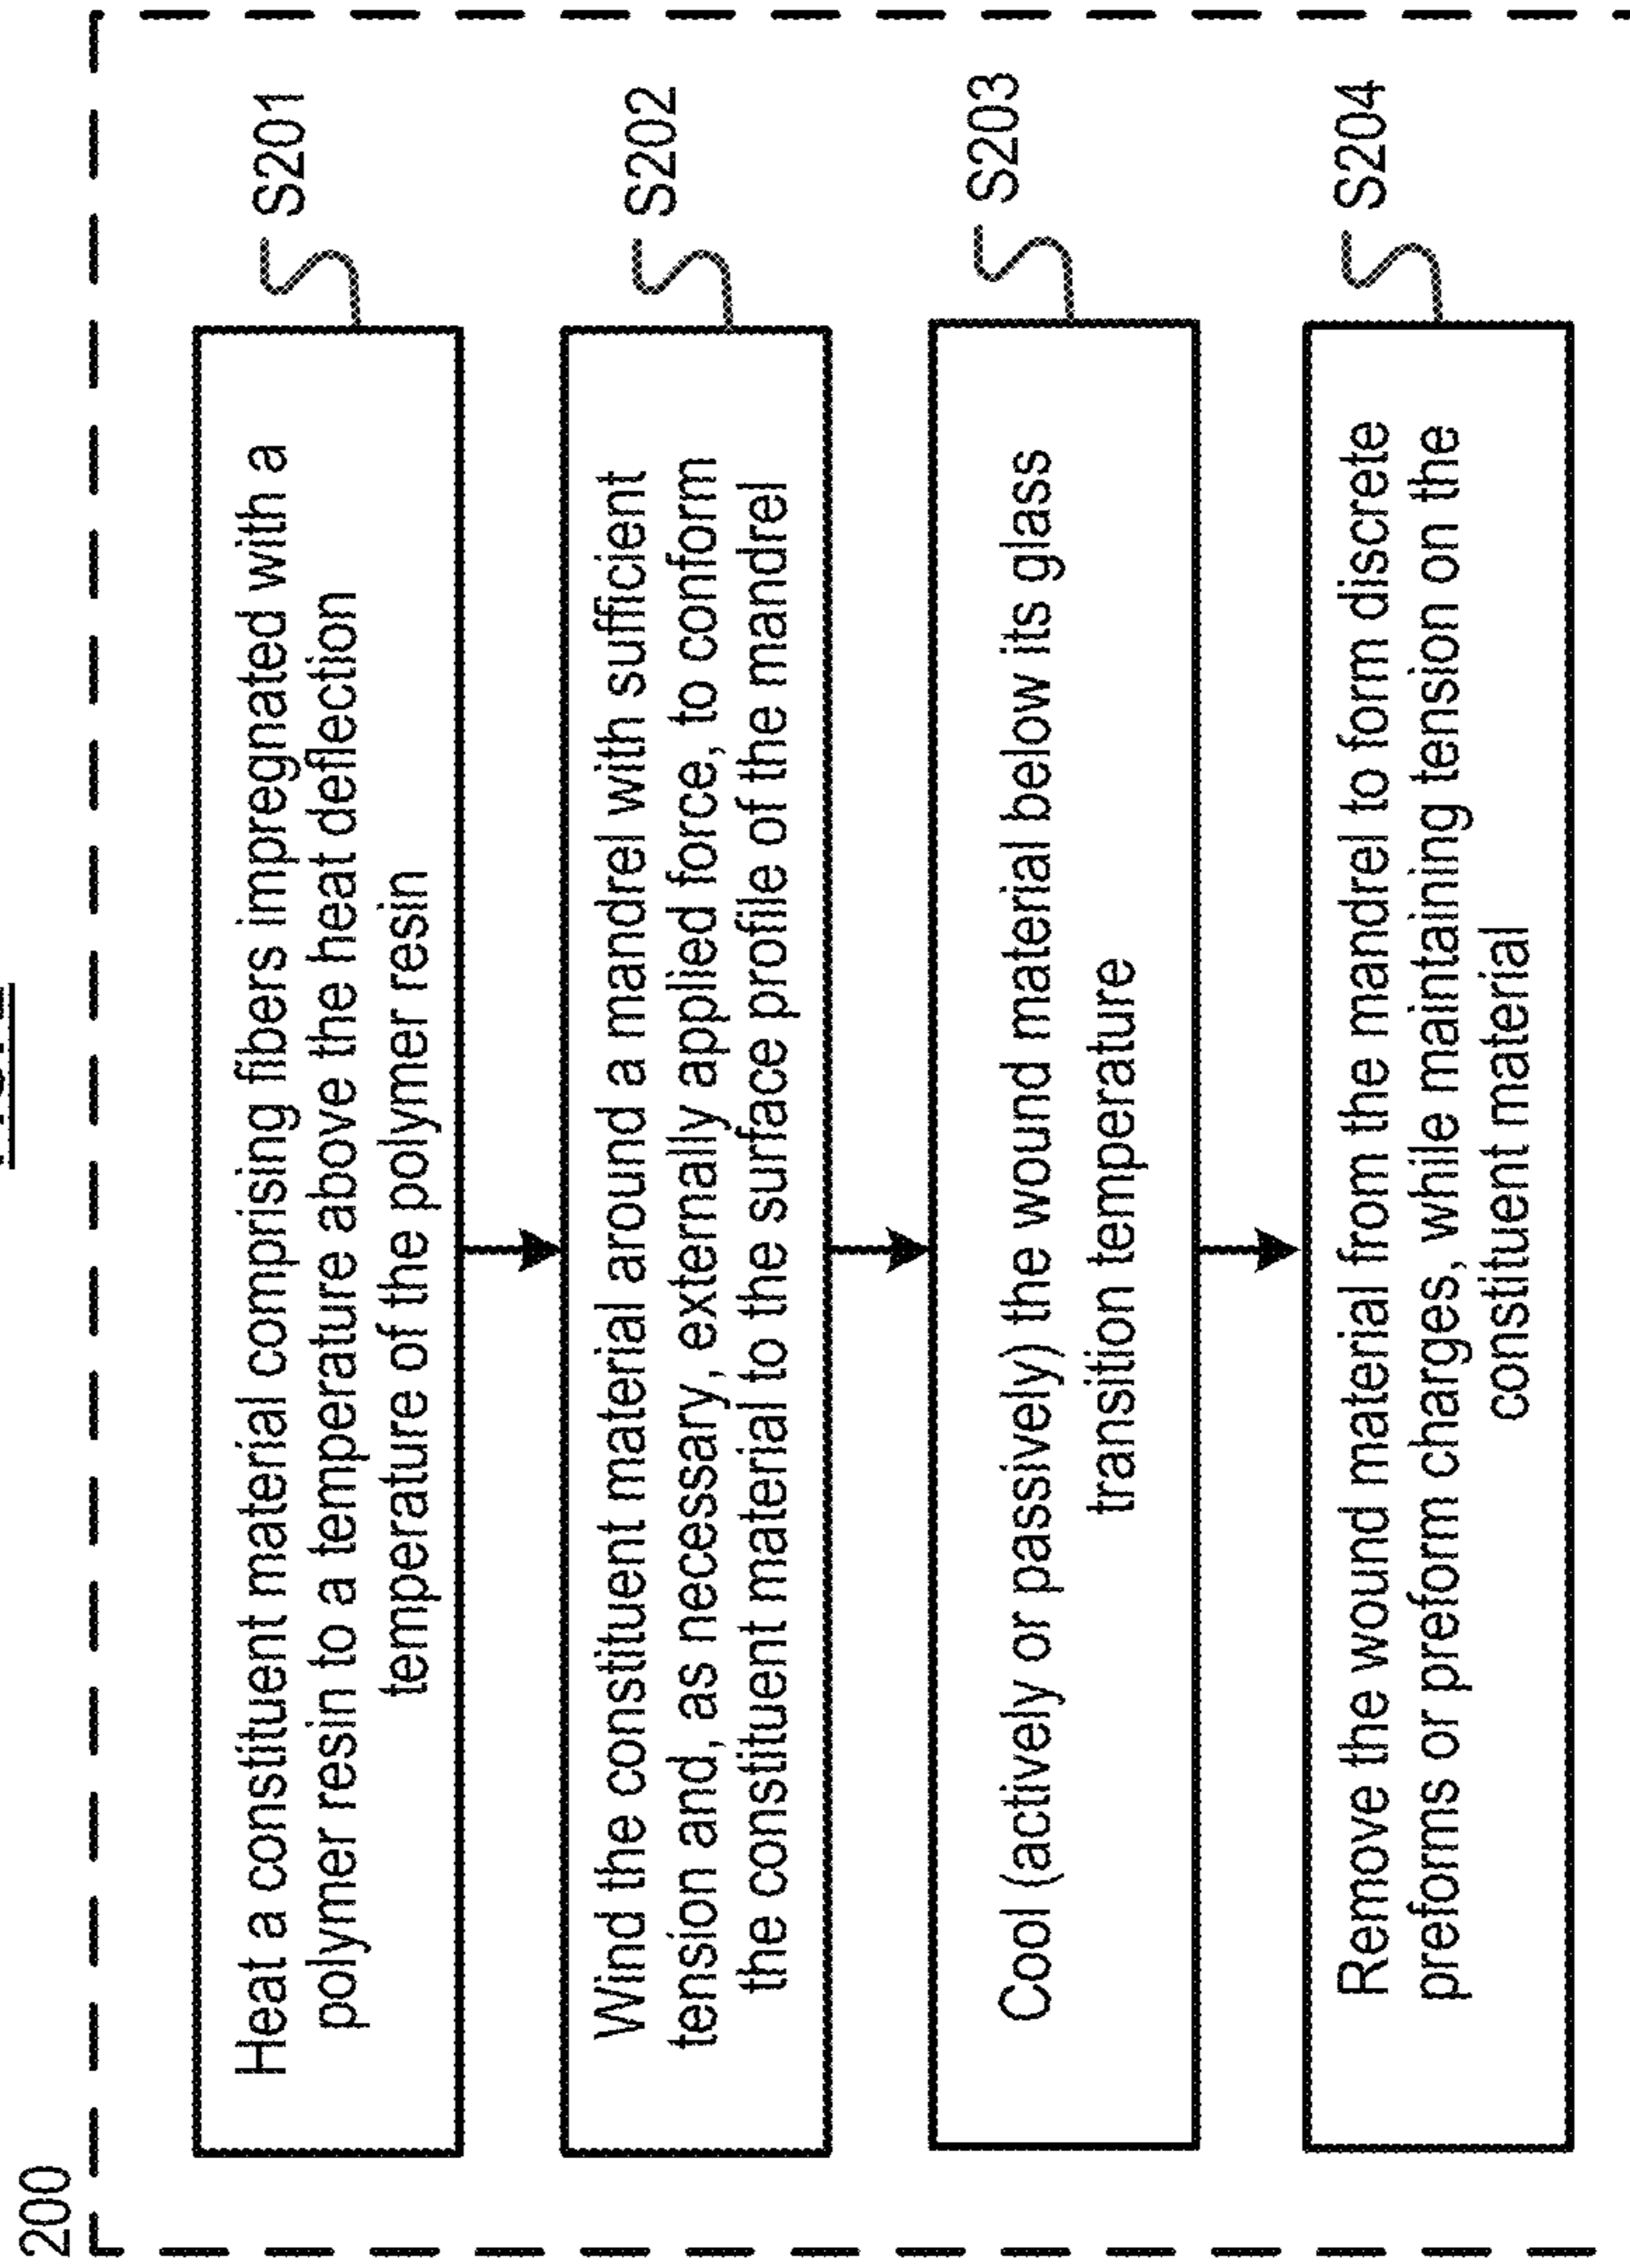 200
Heat a constituent material comprising fibers impregnated with a
polymer resin to a temperature above the heat deflection
temperature of the polymer resin
S201
Wind the constituent material around a mandrel with sufficient
tension and, as necessary, externally applied force, to conform
the constituent material to the surface profile of the mandrel
S202
Cool (actively or passively) the wound material below its glass
transition temperature
S203
Remove the wound material from the mandrel to form discrete
preforms or preform charges, while maintaining tension on the
constituent material
S204